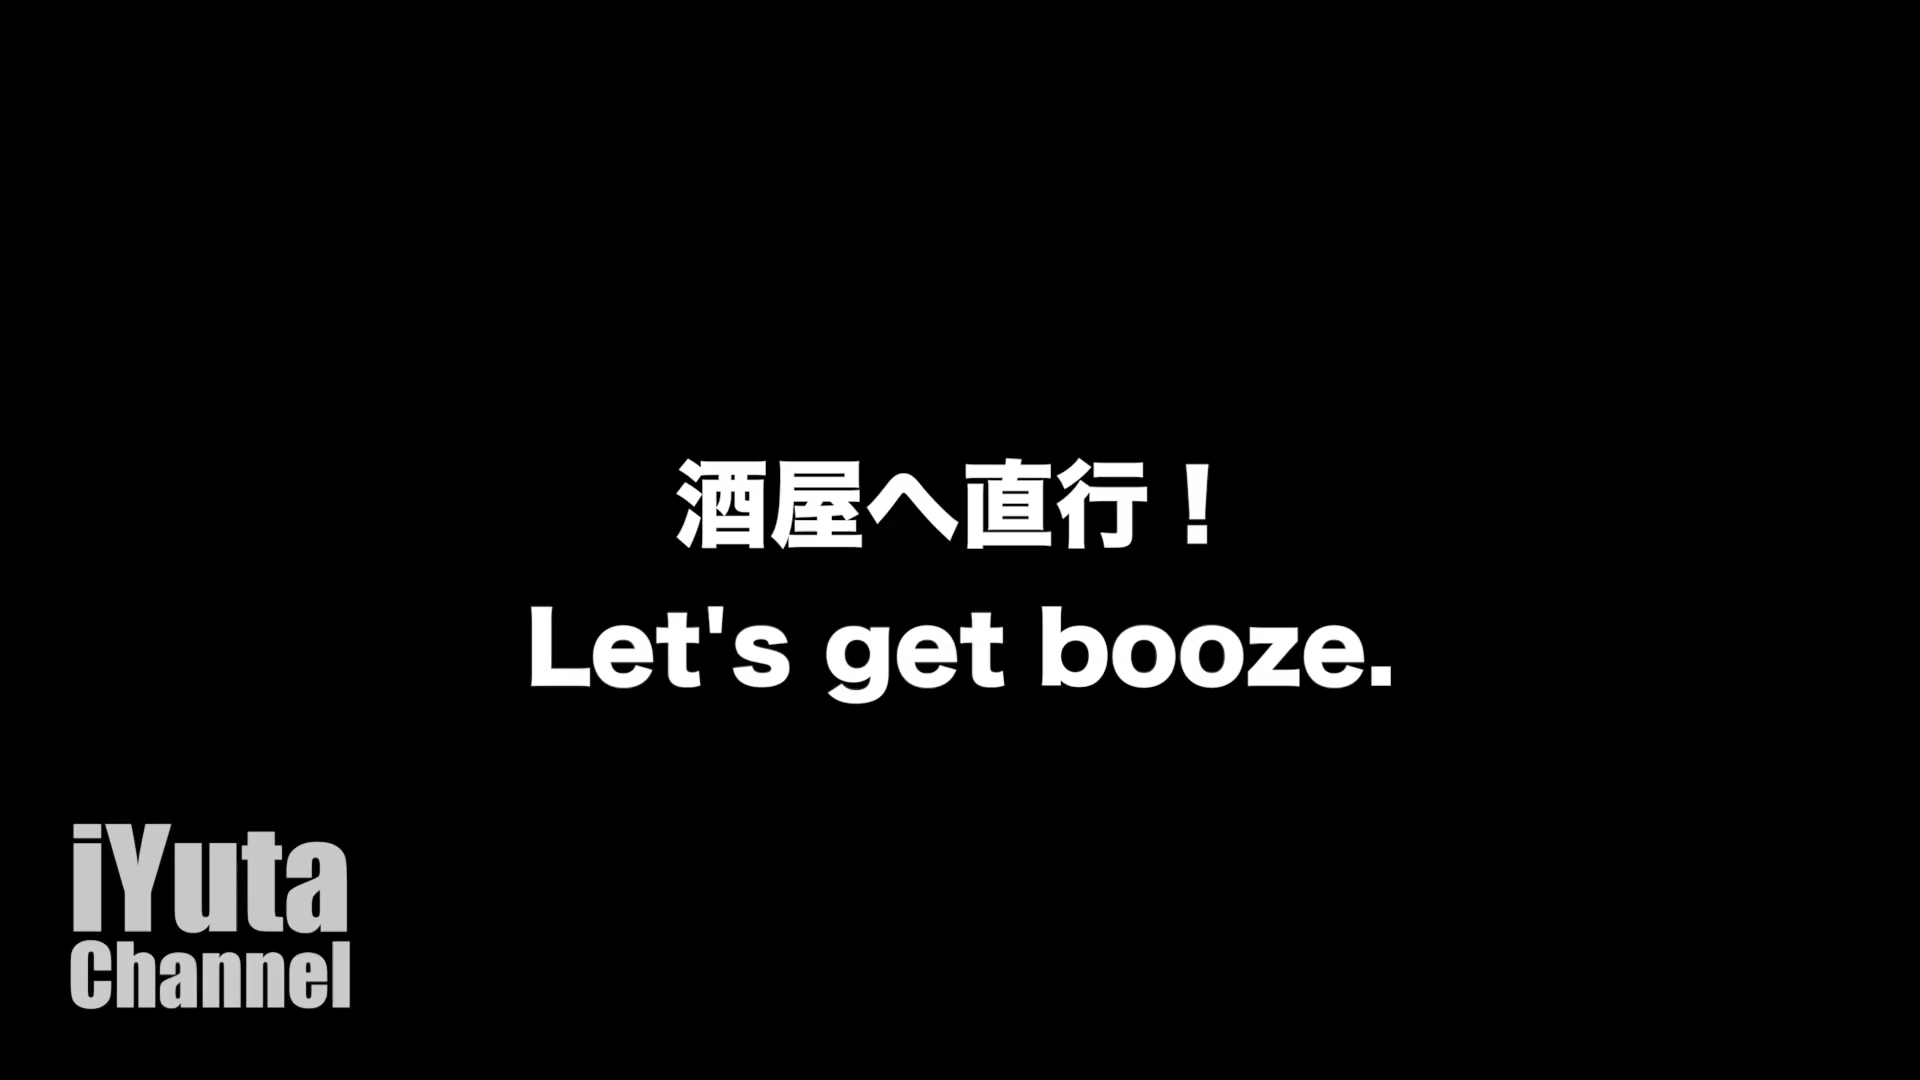 酒屋へ直行！
Let's get booze.
iYuta
Channel